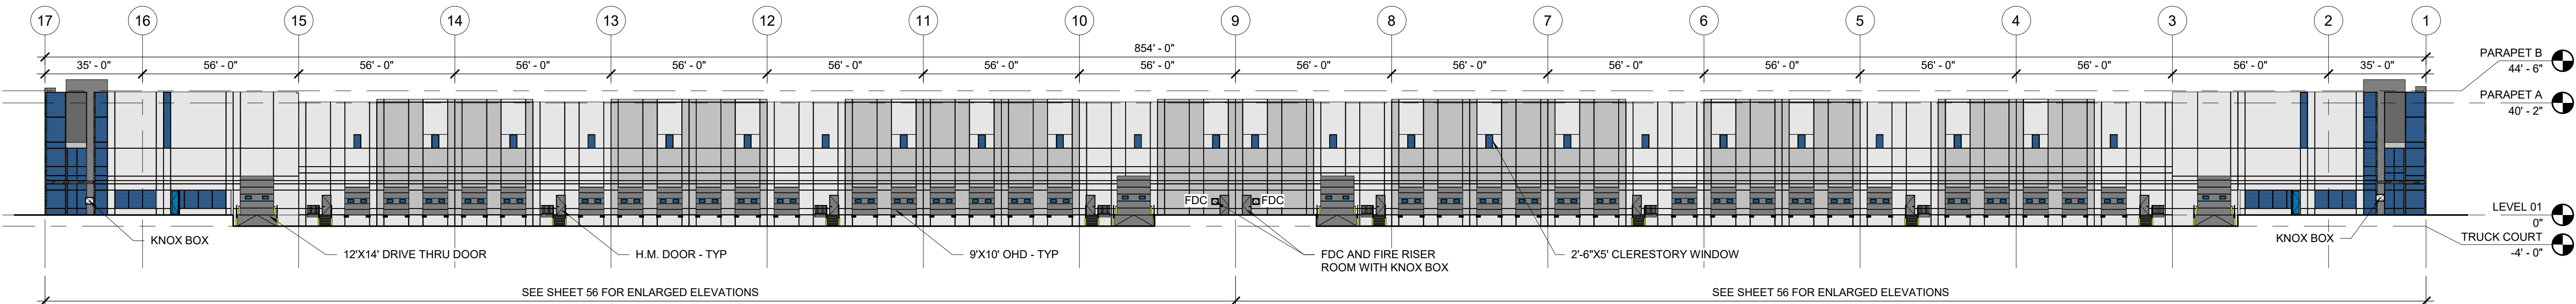 17 16 15 14 13 12 11 10 9 8 7 6 5 4 3 2 1
854' - 0"
35' - 0" 56' - 0" 56' - 0" 56' - 0" 56' - 0" 56' - 0" 56' - 0" 56' - 0" 56' - 0" 56' - 0" 56' - 0" 56' - 0" 56' - 0" 56' - 0" 56' - 0" 35' - 0"
PARAPET B
44' - 6"
PARAPET A
40' - 2"
FDC FDC
LEVEL 01
0"
TRUCK COURT
-4' - 0"
KNOX BOX
12'X14' DRIVE THRU DOOR
H.M. DOOR - TYP
9'X10' OHD - TYP
FDC AND FIRE RISER
ROOM WITH KNOX BOX
2'-6"X5' CLERESTORY WINDOW
KNOX BOX
SEE SHEET 56 FOR ENLARGED ELEVATIONS
SEE SHEET 56 FOR ENLARGED ELEVATIONS